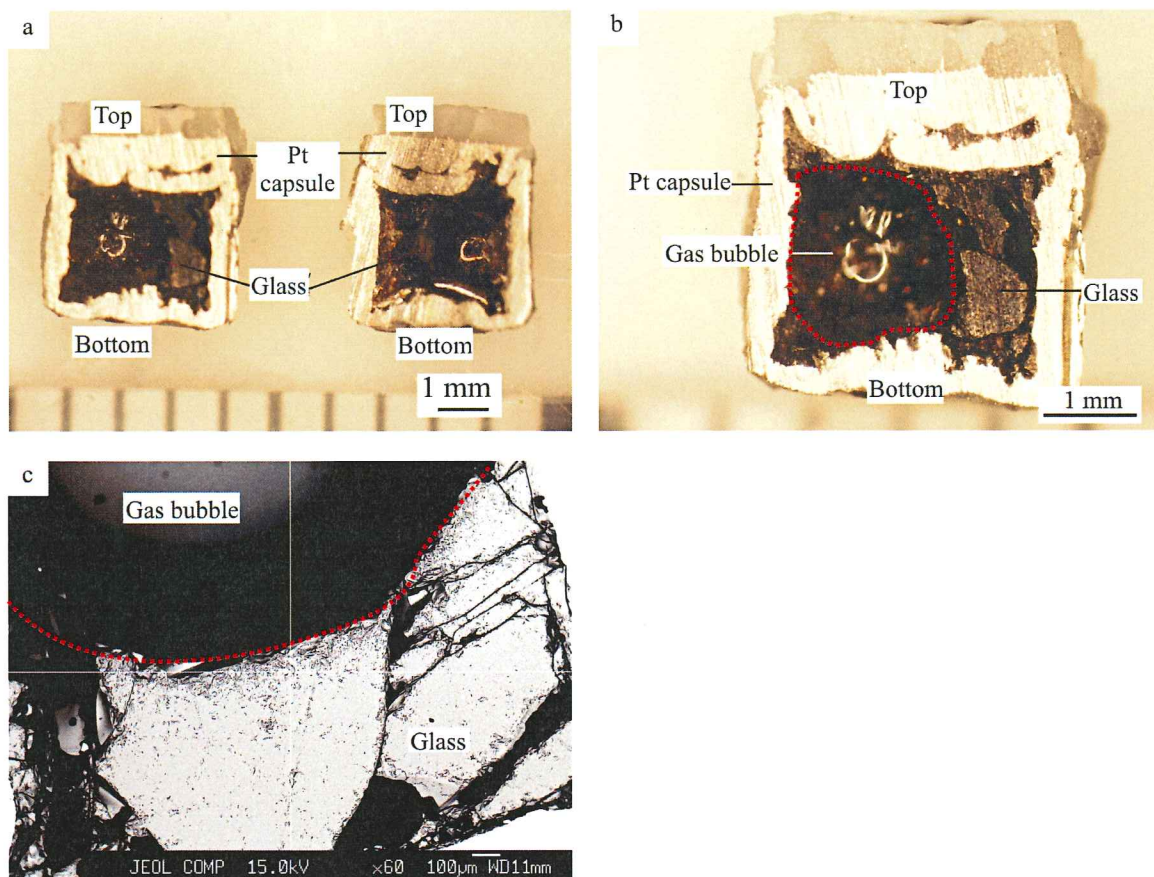 a
Top
Top
Pt
capsule
Glass
Bottom
Bottom
1 mm
b
Top
Pt capsule
Gas bubble
Glass
Bottom
1 mm
c
Gas bubble
Glass
JEOL COMP 15.0kV ×60 100µm WD11mm